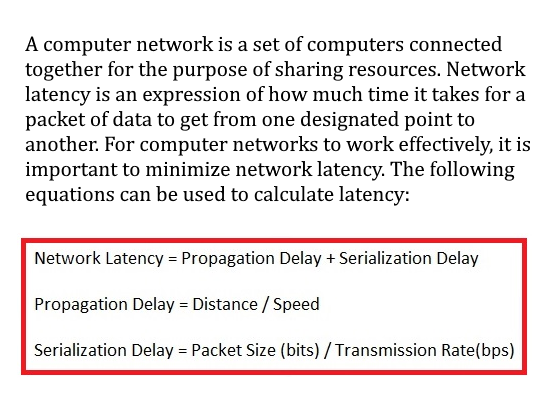 A computer network is a set of computers connected
together for the purpose of sharing resources. Network
latency is an expression of how much time it takes for a
packet of data to get from one designated point to
another. For computer networks to work effectively, it is
important to minimize network latency. The following
equations can be used to calculate latency:
Network Latency = Propagation Delay + Serialization Delay
Propagation Delay = Distance / Speed
Serialization Delay = Packet Size (bits) / Transmission Rate(bps)